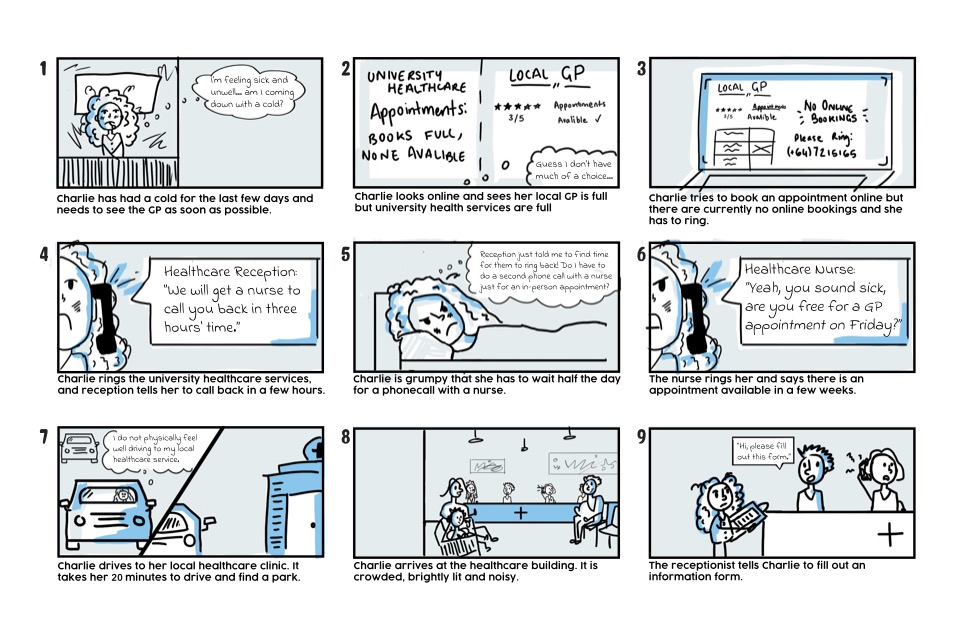 1
I'm feeling sick and
unwell... am I coming
down with a cold?
Charlie has had a cold for the last few days and
needs to see the GP as soon as possible.
2
UNIVERSITY
HEALTHCARE
Appointments:
BOOKS FULL,
NONE AVALIBLE
LOCAL GP
★★★★★ Appointments
3/5 Avalible ✓
Guess I don't have
much of a choice...
Charlie looks online and sees her local GP is full
but university health services are full
3
LOCAL GP
★★★★★ Appointments
3/5 Avalible
NO ONLINE
BOOKINGS
Please Ring:
(+64)7215165
Charlie tries to book an appointment online but
there are currently no online bookings and she
has to ring.
4
Healthcare Reception:
"We will get a nurse to
call you back in three
hours' time."
Charlie rings the university healthcare services,
and reception tells her to call back in a few hours.
5
Reception just told me to find time
for them to ring back! Do I have to
do a second phone call with a nurse
just for an in-person appointment?
Charlie is grumpy that she has to wait half the day
for a phonecall with a nurse.
6
Healthcare Nurse:
"Yeah, you sound sick,
are you free for a GP
appointment on Friday?"
The nurse rings her and says there is an
appointment available in a few weeks.
7
I do not physically feel
well driving to my local
healthcare service.
Charlie drives to her local healthcare clinic. It
takes her 20 minutes to drive and find a park.
8
Charlie arrives at the healthcare building. It is
crowded, brightly lit and noisy.
9
"Hi, please fill
out this form."
The receptionist tells Charlie to fill out an
information form.